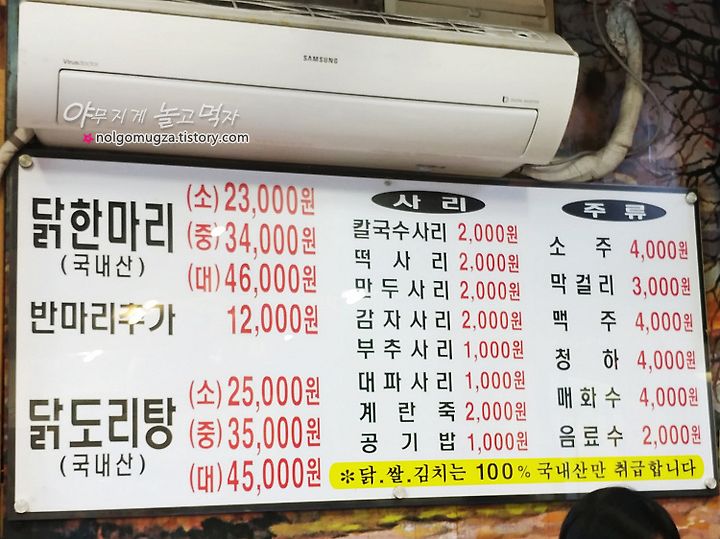 SAMSUNG
Virusdoctor
야무지게 놀고먹자
nolgomugza.tistory.com
닭한마리
(국내산)
(소) 23,000원
(중) 34,000원
(대) 46,000원
반마리추가 12,000원
닭도리탕
(국내산)
(소) 25,000원
(중) 35,000원
(대) 45,000원
사리
칼국수사리 2,000원
떡 사 리 2,000원
만두사리 2,000원
감자사리 2,000원
부추사리 1,000원
대파사리 1,000원
계 란 죽 2,000원
공 기 밥 1,000원
주류
소 주 4,000원
막걸리 3,000원
맥 주 4,000원
청 하 4,000원
매화수 4,000원
음료수 2,000원
※닭.쌀.김치는 100% 국내산만 취급합니다